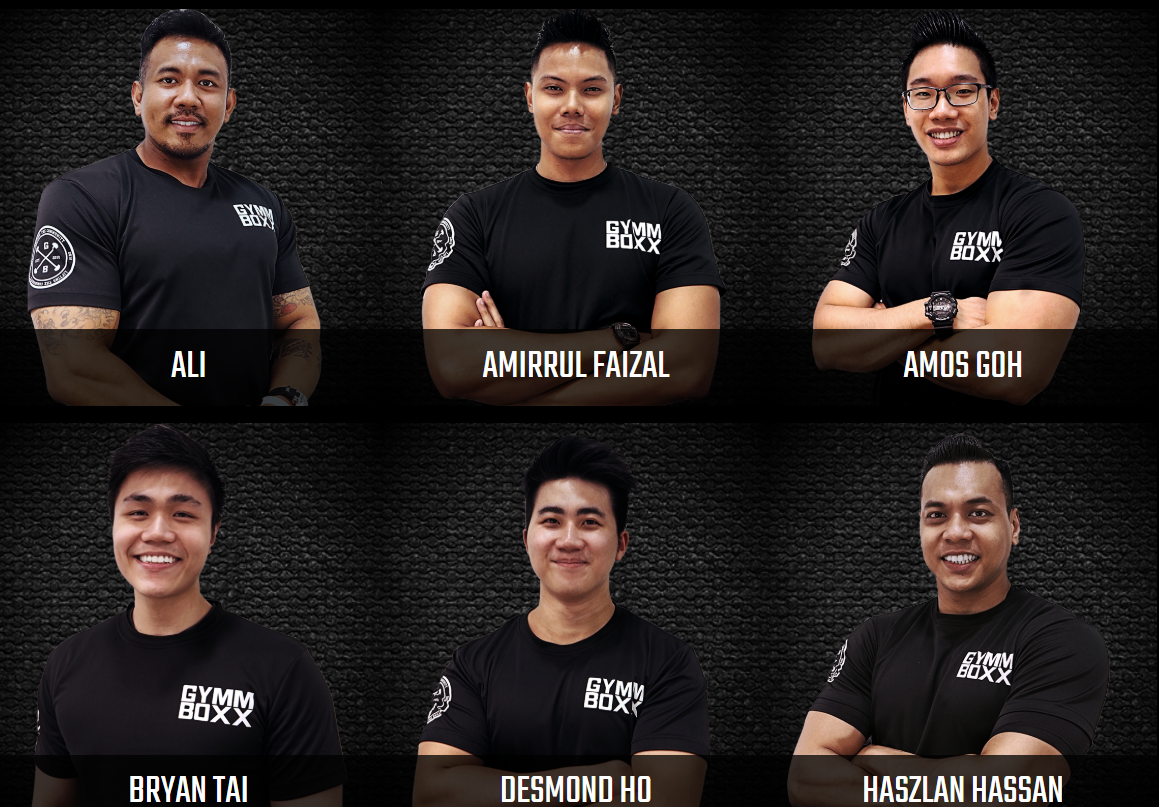 GYMM
BOXX
G
B
ALI
GYMM
BOXX
AMIRRUL FAIZAL
GYMM
BOXX
AMOS GOH
GYMM
BOXX
BRYAN TAI
GYMM
BOXX
DESMOND HO
GYMM
BOXX
HASZLAN HASSAN